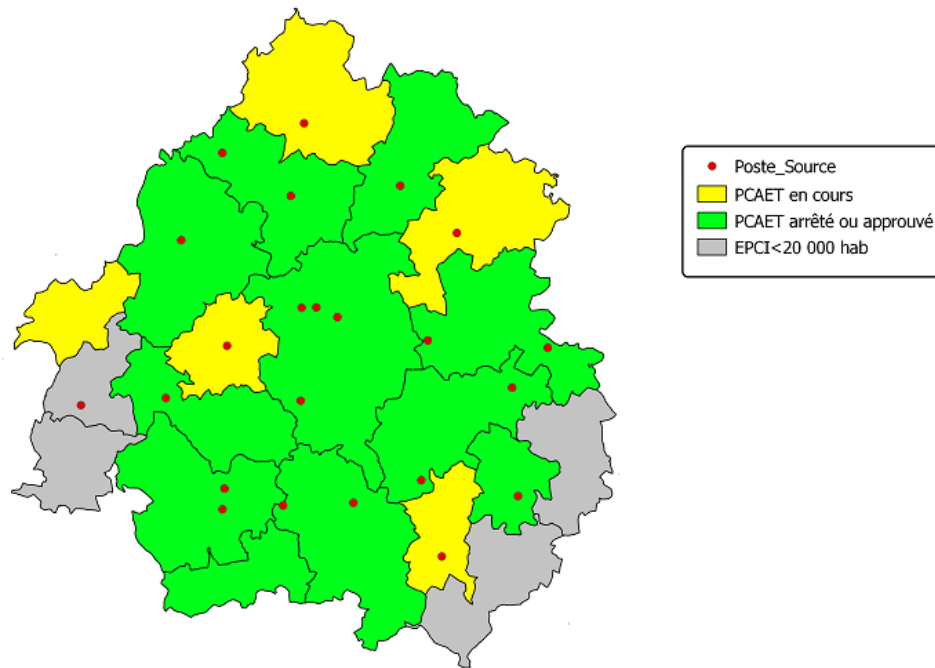 Poste_Source
PCAET en cours
PCAET arrêté ou approuvé
EPCI<20 000 hab